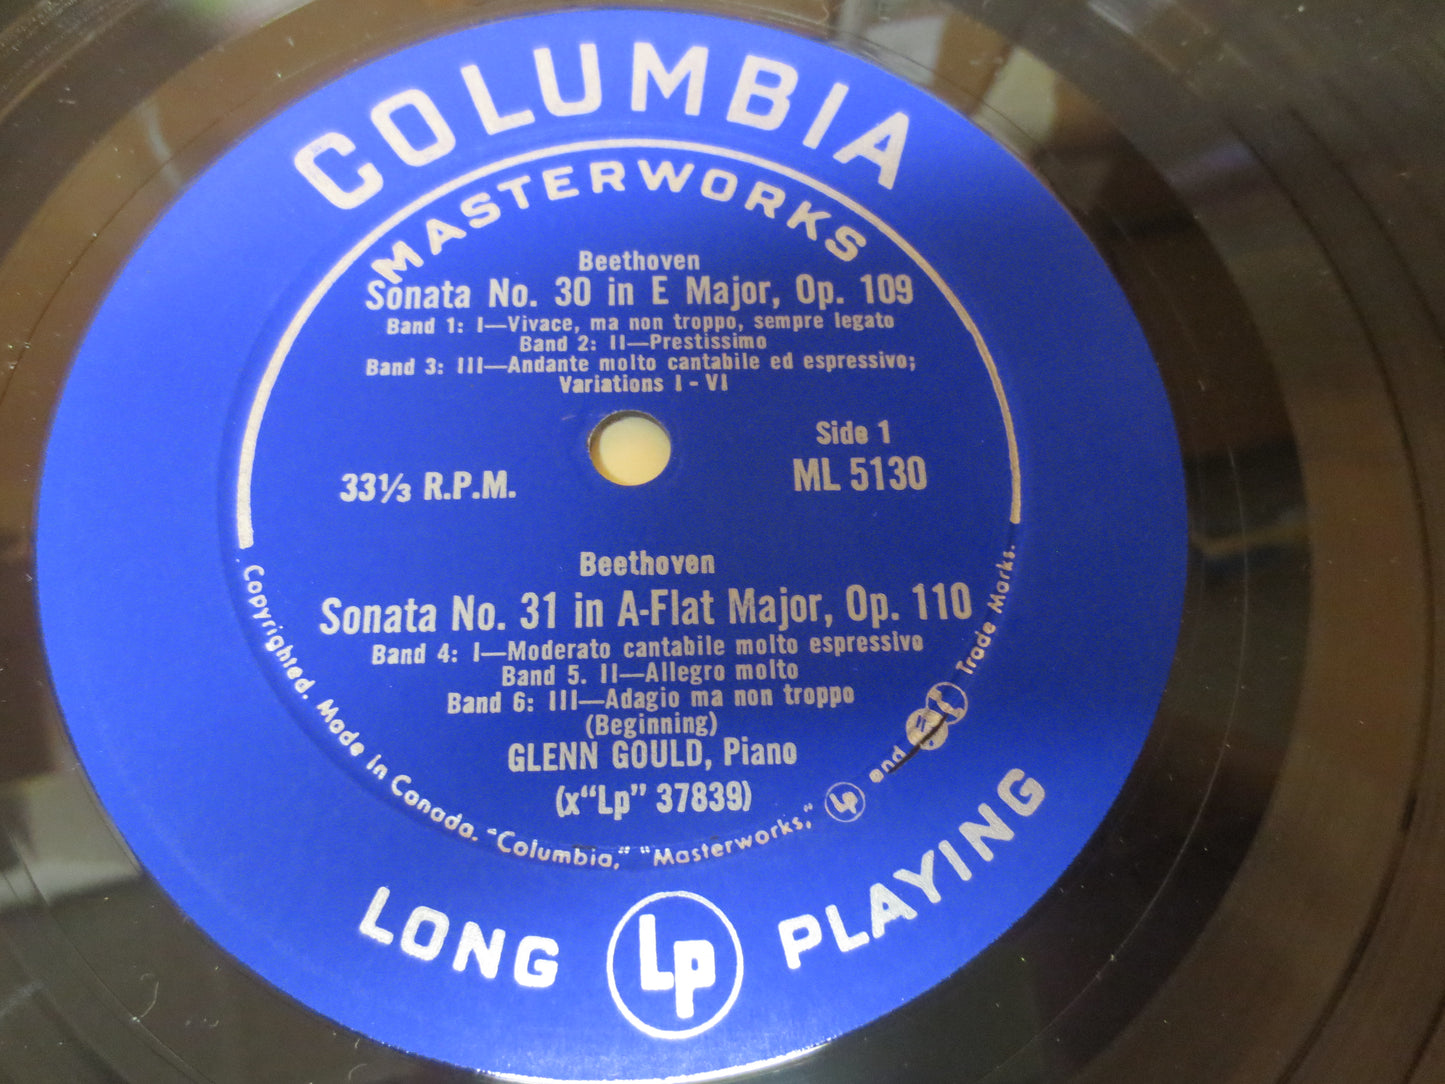 COLUMBIA
MASTERWORKS
Beethoven
Sonata No. 30 in E Major, Op. 109
Band 1: I—Vivace, ma non troppo, sempre legato
Band 2: II—Prestissimo
Band 3: III—Andante molto cantabile ed espressivo;
Variations I - VI
Side 1
33⅓ R.P.M.
ML 5130
Beethoven
Sonata No. 31 in A-Flat Major, Op. 110
Band 4: I—Moderato cantabile molto espressivo
Band 5. II—Allegro molto
Band 6: III—Adagio ma non troppo
(Beginning)
GLENN GOULD, Piano
(x“Lp” 37839)
Copyrighted. Made in Canada. "Columbia," "Masterworks," Lp and Trade Marks.
LONG Lp PLAYING